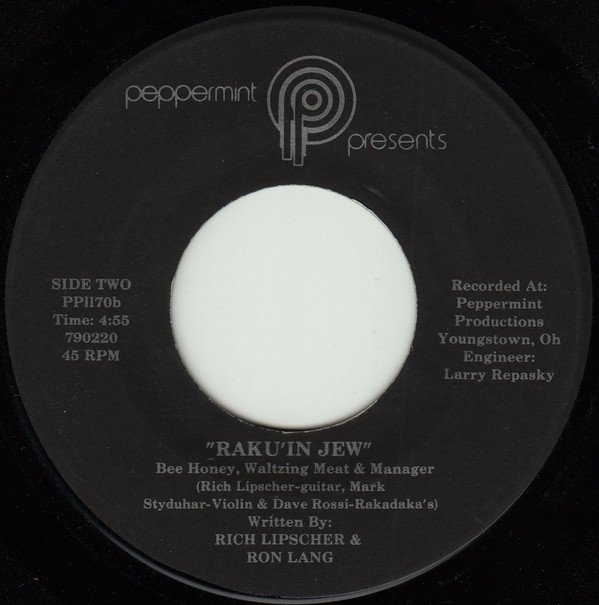 peppermint
presents
SIDE TWO
PP1170b
Time: 4:55
790220
45 RPM
Recorded At:
Peppermint
Productions
Youngstown, Oh
Engineer:
Larry Repasky
"RAKU'IN JEW"
Bee Honey, Waltzing Meat & Manager
(Rich Lipscher-guitar, Mark
Styduhar-Violin & Dave Rossi-Rakadaka's)
Written By:
RICH LIPSCHER &
RON LANG